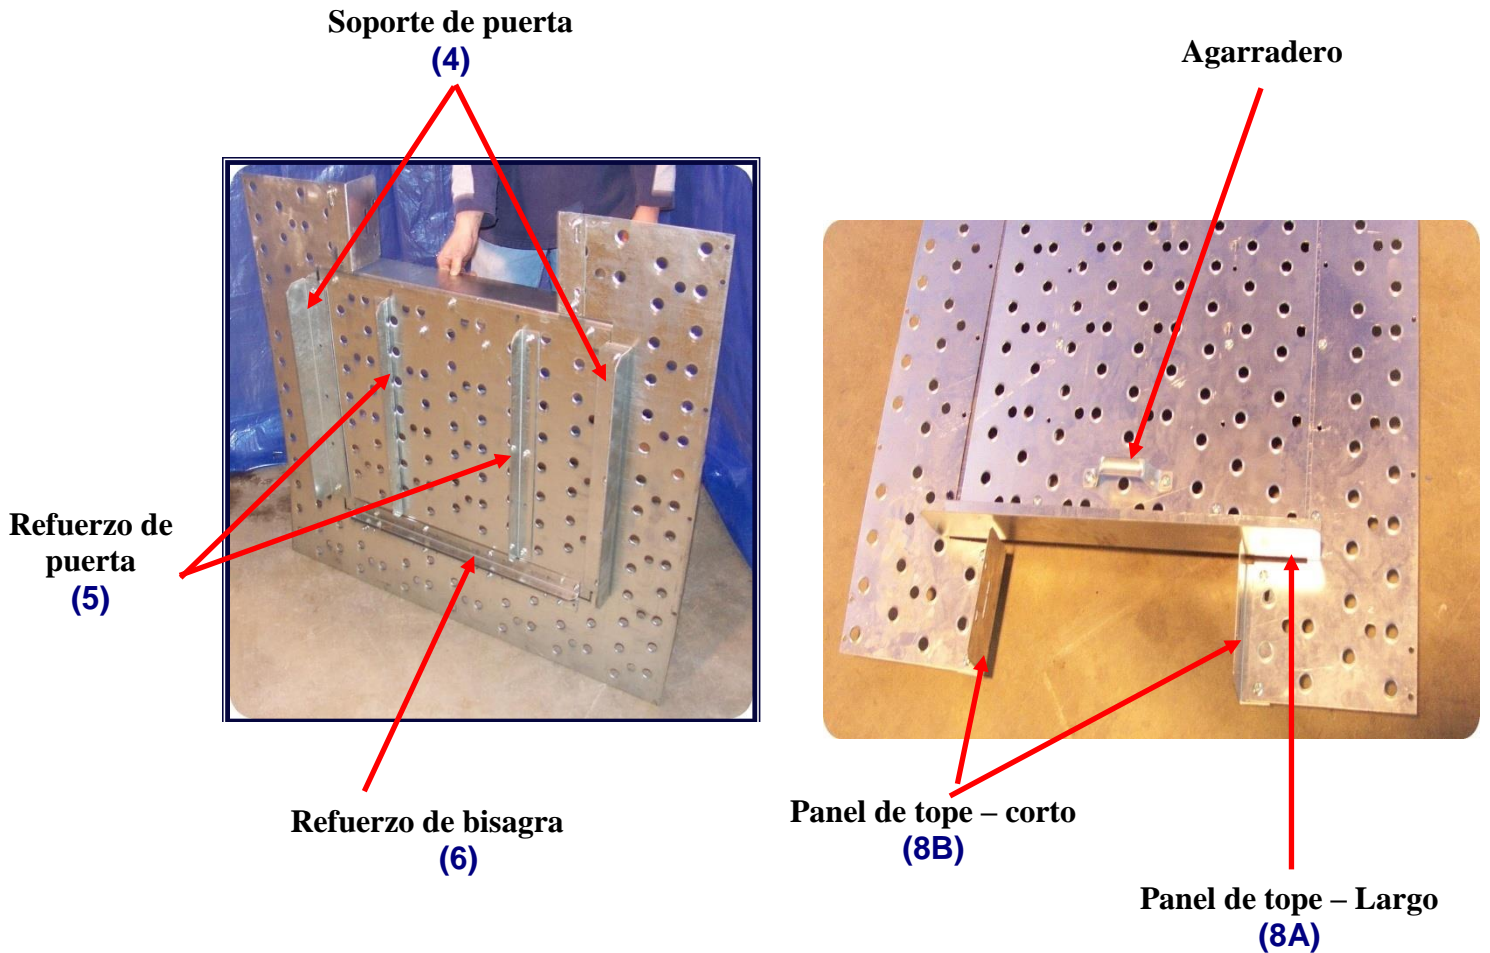 Soporte de puerta
(4)
Agarradero
Refuerzo de
puerta
(5)
Refuerzo de bisagra
(6)
Panel de tope – corto
(8B)
Panel de tope – Largo
(8A)